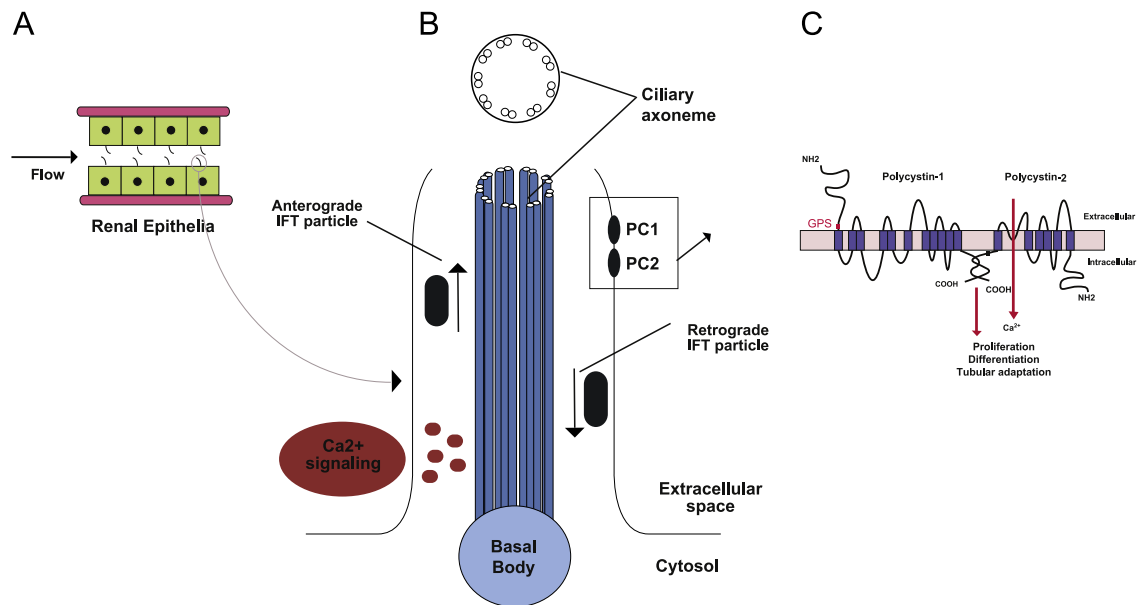 A
Flow
Renal Epithelia
B
Ciliary
axoneme
Anterograde
IFT particle
PC1
PC2
Retrograde
IFT particle
Ca2+
signaling
Extracellular
space
Basal
Body
Cytosol
C
NH2
Polycystin-1
Polycystin-2
GPS
Extracellular
Intracellular
COOH
COOH
NH2
Ca²⁺
Proliferation
Differentiation
Tubular adaptation